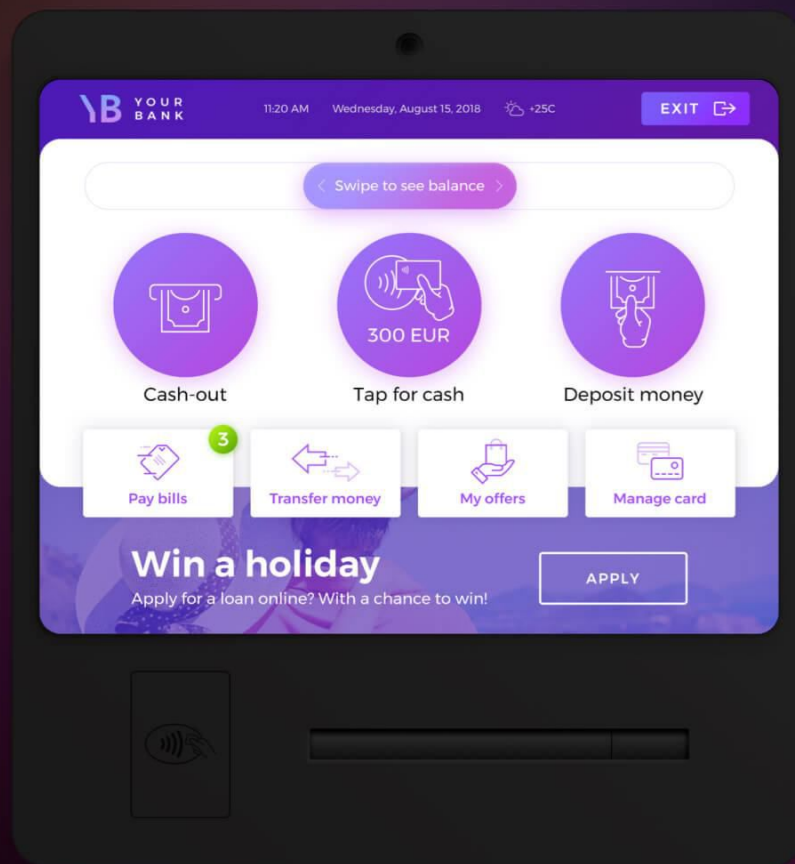 YB YOUR BANK
11:20 AM Wednesday, August 15, 2018 +25C
EXIT
< Swipe to see balance >
300 EUR
Cash-out
Tap for cash
Deposit money
3
Pay bills
Transfer money
My offers
Manage card
Win a holiday
Apply for a loan online? With a chance to win!
APPLY